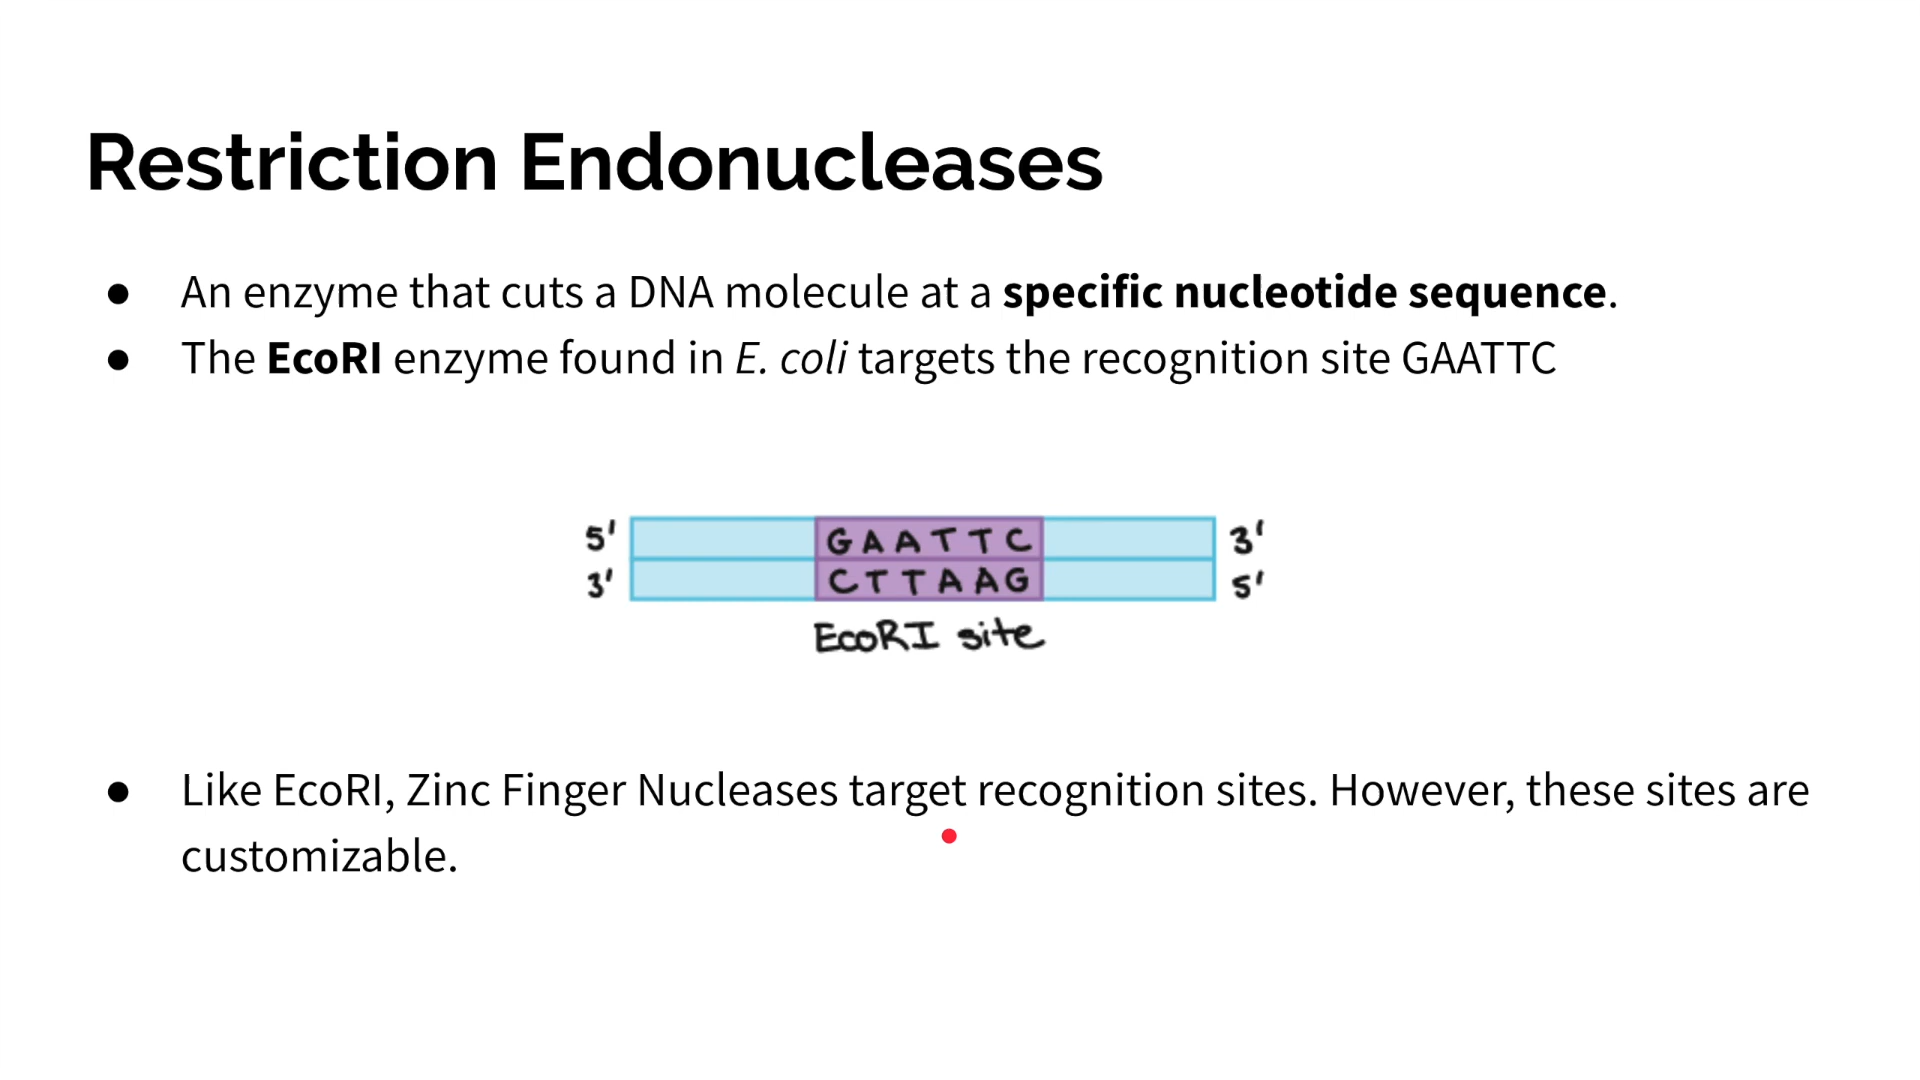 Restriction Endonucleases
● An enzyme that cuts a DNA molecule at a specific nucleotide sequence.
● The EcoRI enzyme found in E. coli targets the recognition site GAATTC
5' GAATTC 3'
3' CTTAAG 5'
EcoRI site
● Like EcoRI, Zinc Finger Nucleases target recognition sites. However, these sites are
customizable.